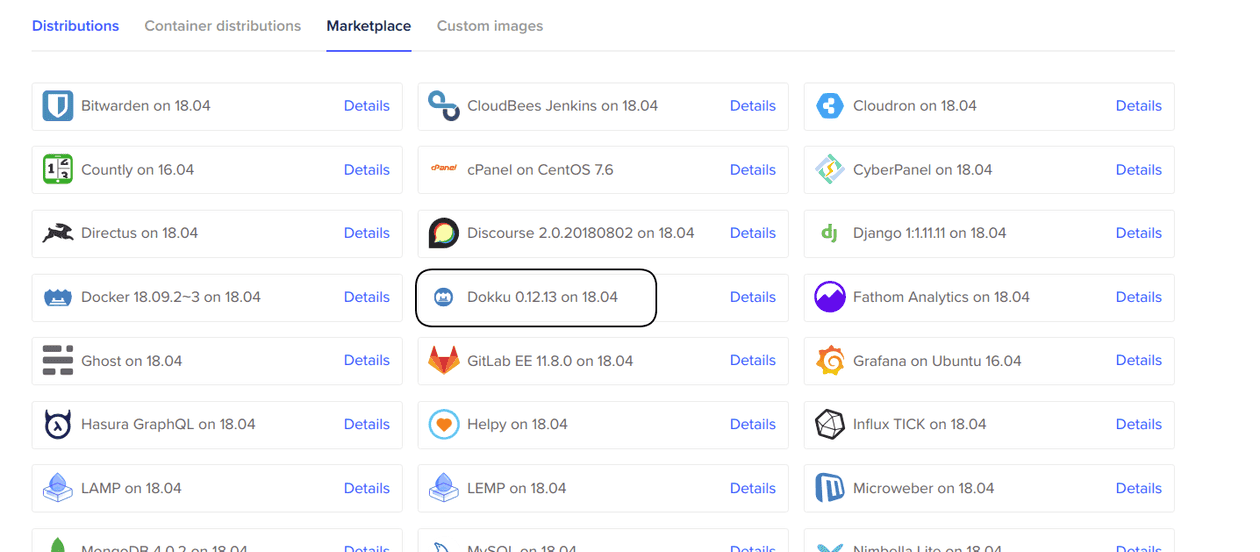 Distributions Container distributions Marketplace Custom images
Bitwarden on 18.04 Details CloudBees Jenkins on 18.04 Details Cloudron on 18.04 Details
Countly on 16.04 Details cPanel cPanel on CentOS 7.6 Details CyberPanel on 18.04 Details
Directus on 18.04 Details Discourse 2.0.20180802 on 18.04 Details dj Django 1:1.11.11 on 18.04 Details
Docker 18.09.2~3 on 18.04 Details Dokku 0.12.13 on 18.04 Details Fathom Analytics on 18.04 Details
Ghost on 18.04 Details GitLab EE 11.8.0 on 18.04 Details Grafana on Ubuntu 16.04 Details
Hasura GraphQL on 18.04 Details Helpy on 18.04 Details Influx TICK on 18.04 Details
LAMP on 18.04 Details LEMP on 18.04 Details Microweber on 18.04 Details
MongoDB 4.0.2 on 18.04 Details MySQL on 18.04 Details Nimbella Lite on 18.04 Details